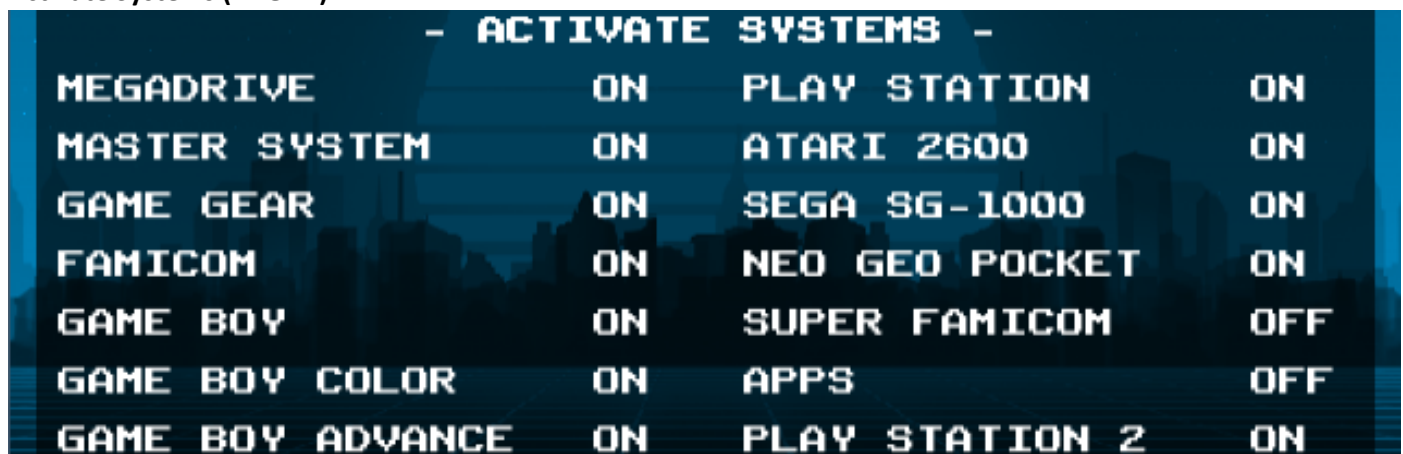 - ACTIVATE SYSTEMS -
MEGADRIVE ON PLAY STATION ON
MASTER SYSTEM ON ATARI 2600 ON
GAME GEAR ON SEGA SG-1000 ON
FAMICOM ON NEO GEO POCKET ON
GAME BOY ON SUPER FAMICOM OFF
GAME BOY COLOR ON APPS OFF
GAME BOY ADVANCE ON PLAY STATION 2 ON